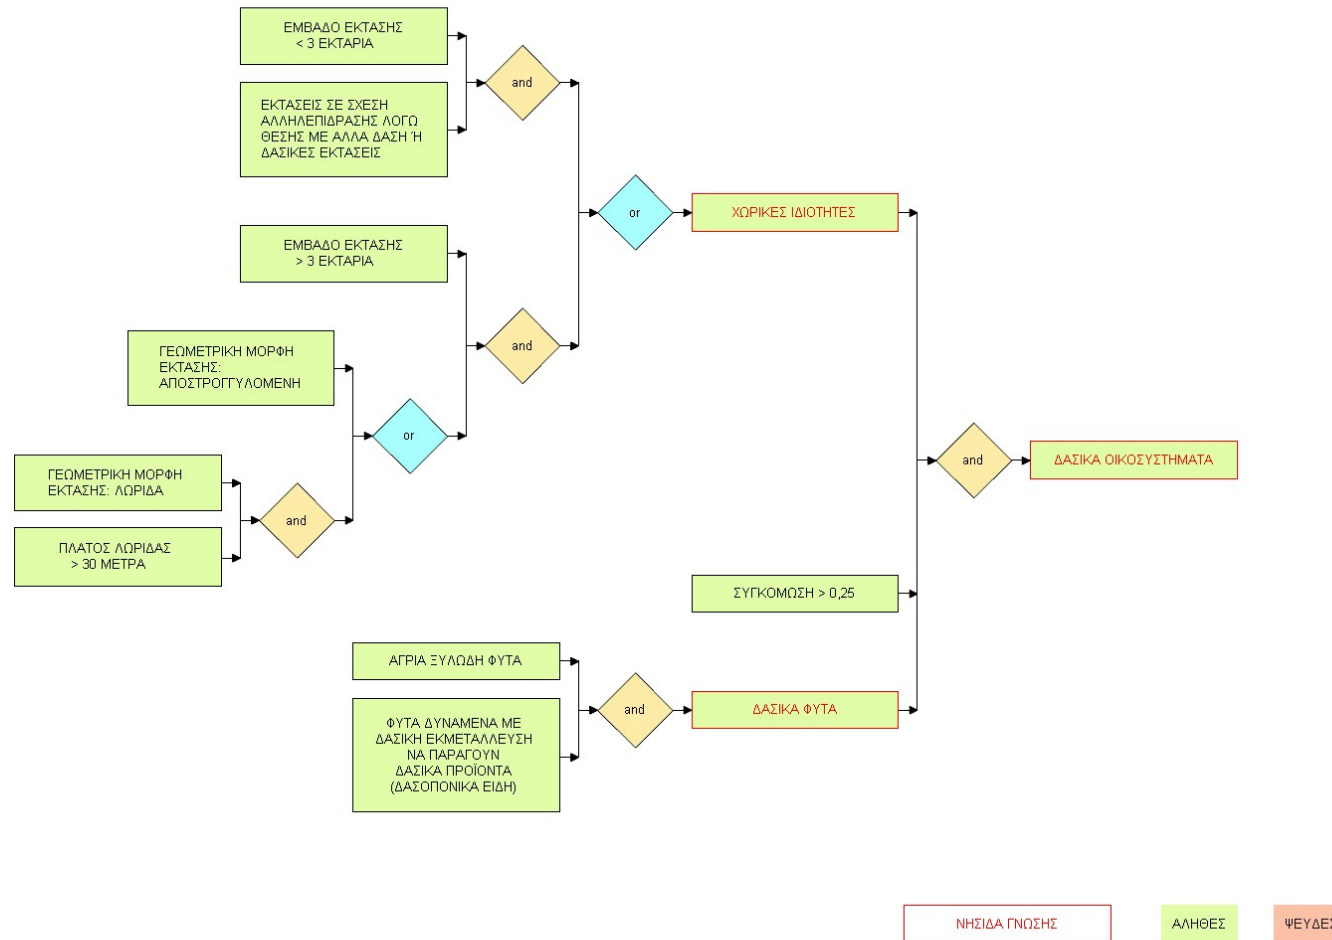 ΕΜΒΑΔΟ ΕΚΤΑΣΗΣ
< 3 ΕΚΤΑΡΙΑ
ΕΚΤΑΣΕΙΣ ΣΕ ΣΧΕΣΗ
ΑΛΛΗΛΕΠΙΔΡΑΣΗΣ ΛΟΓΩ
ΘΕΣΗΣ ΜΕ ΑΛΛΑ ΔΑΣΗ Ή
ΔΑΣΙΚΕΣ ΕΚΤΑΣΕΙΣ
and
or
ΧΩΡΙΚΕΣ ΙΔΙΟΤΗΤΕΣ
ΕΜΒΑΔΟ ΕΚΤΑΣΗΣ
> 3 ΕΚΤΑΡΙΑ
and
ΓΕΩΜΕΤΡΙΚΗ ΜΟΡΦΗ
ΕΚΤΑΣΗΣ:
ΑΠΟΣΤΡΟΓΓΥΛΟΜΕΝΗ
or
ΓΕΩΜΕΤΡΙΚΗ ΜΟΡΦΗ
ΕΚΤΑΣΗΣ: ΛΩΡΙΔΑ
ΠΛΑΤΟΣ ΛΩΡΙΔΑΣ
> 30 ΜΕΤΡΑ
and
and
ΔΑΣΙΚΑ ΟΙΚΟΣΥΣΤΗΜΑΤΑ
ΣΥΓΚΟΜΩΣΗ > 0,25
ΑΓΡΙΑ ΞΥΛΩΔΗ ΦΥΤΑ
ΦΥΤΑ ΔΥΝΑΜΕΝΑ ΜΕ
ΔΑΣΙΚΗ ΕΚΜΕΤΑΛΛΕΥΣΗ
ΝΑ ΠΑΡΑΓΟΥΝ
ΔΑΣΙΚΑ ΠΡΟΪΟΝΤΑ
(ΔΑΣΟΠΟΝΙΚΑ ΕΙΔΗ)
and
ΔΑΣΙΚΑ ΦΥΤΑ
ΝΗΣΙΔΑ ΓΝΩΣΗΣ
ΑΛΗΘΕΣ
ΨΕΥΔΕΣ